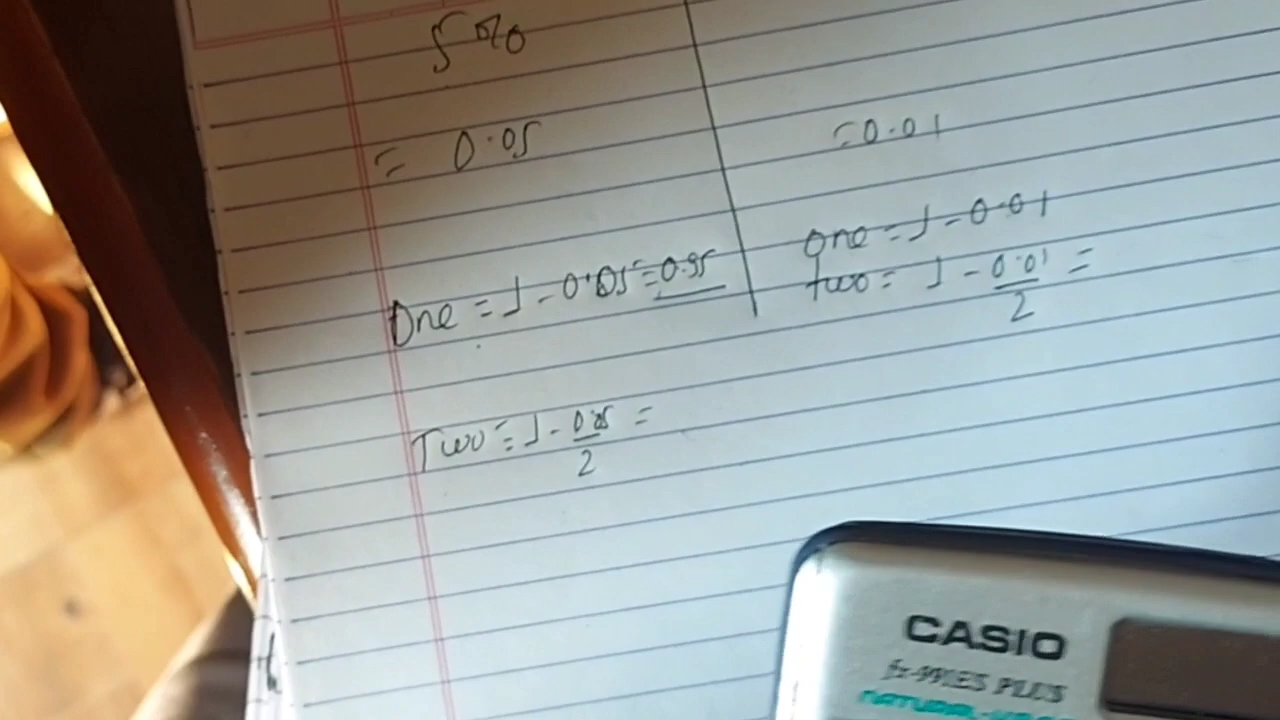 5%
= 0.05
One = 1 - 0.05 = 0.95
Two = 1 - 0.05/2 =
= 0.01
One = 1 - 0.01
two = 1 - 0.01/2 =
CASIO
fx-991ES PLUS